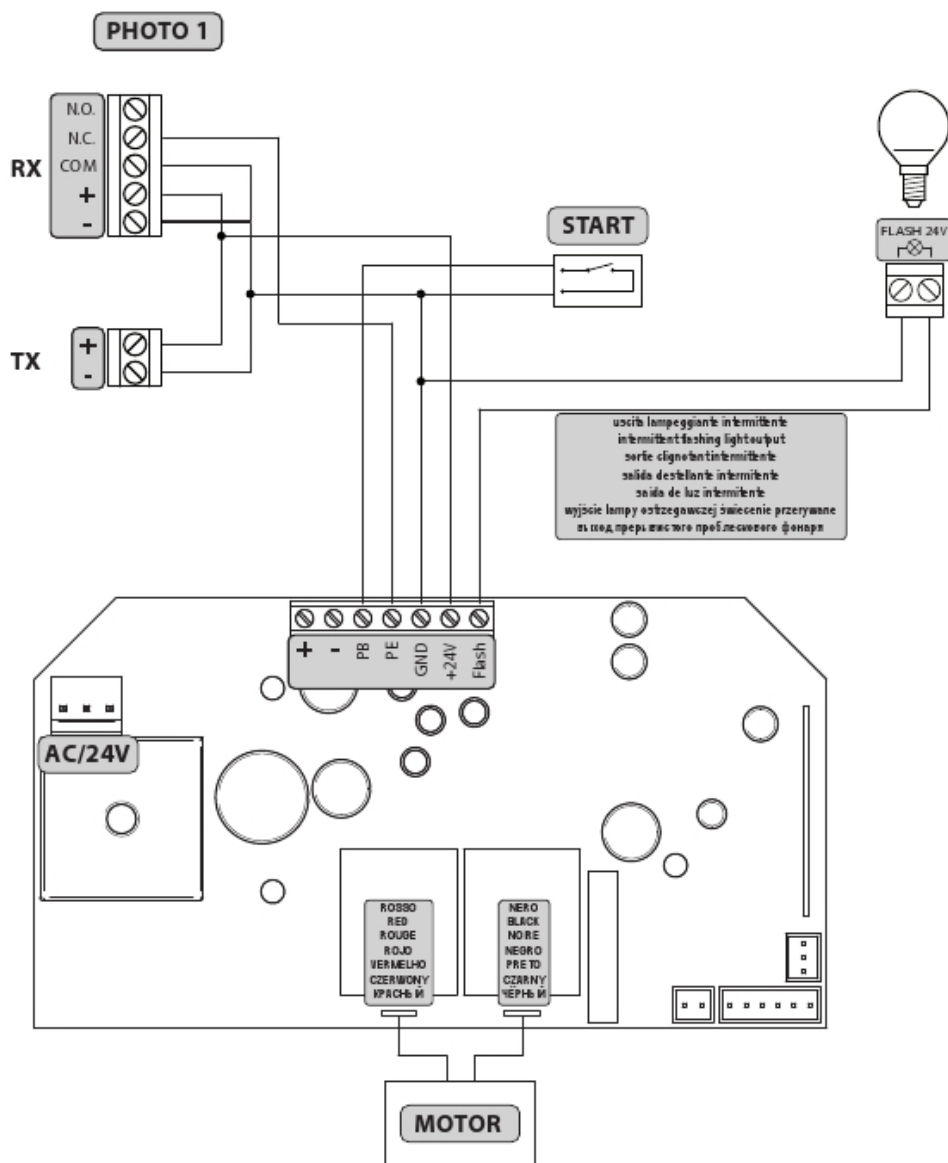 PHOTO 1
N.O.
N.C.
RX
COM
+
-
START
FLASH 24V
TX
+
-
uscita lampeggiante intermittente
intermittent flashing light output
sortie clignotant intermittente
salida destellante intermitente
saida de luz intermitente
wyjście lampy ostrzegawczej świecenie przerywane
выход прерывистого проблескового фонаря
+
-
PB
PE
GND
+24V
Flash
AC/24V
ROSSO
RED
ROUGE
ROJO
VERMELHO
CZERWONY
КРАСНЫЙ
NERO
BLACK
NOIRE
NEGRO
PRETO
CZARNY
ЧЁРНЫЙ
MOTOR